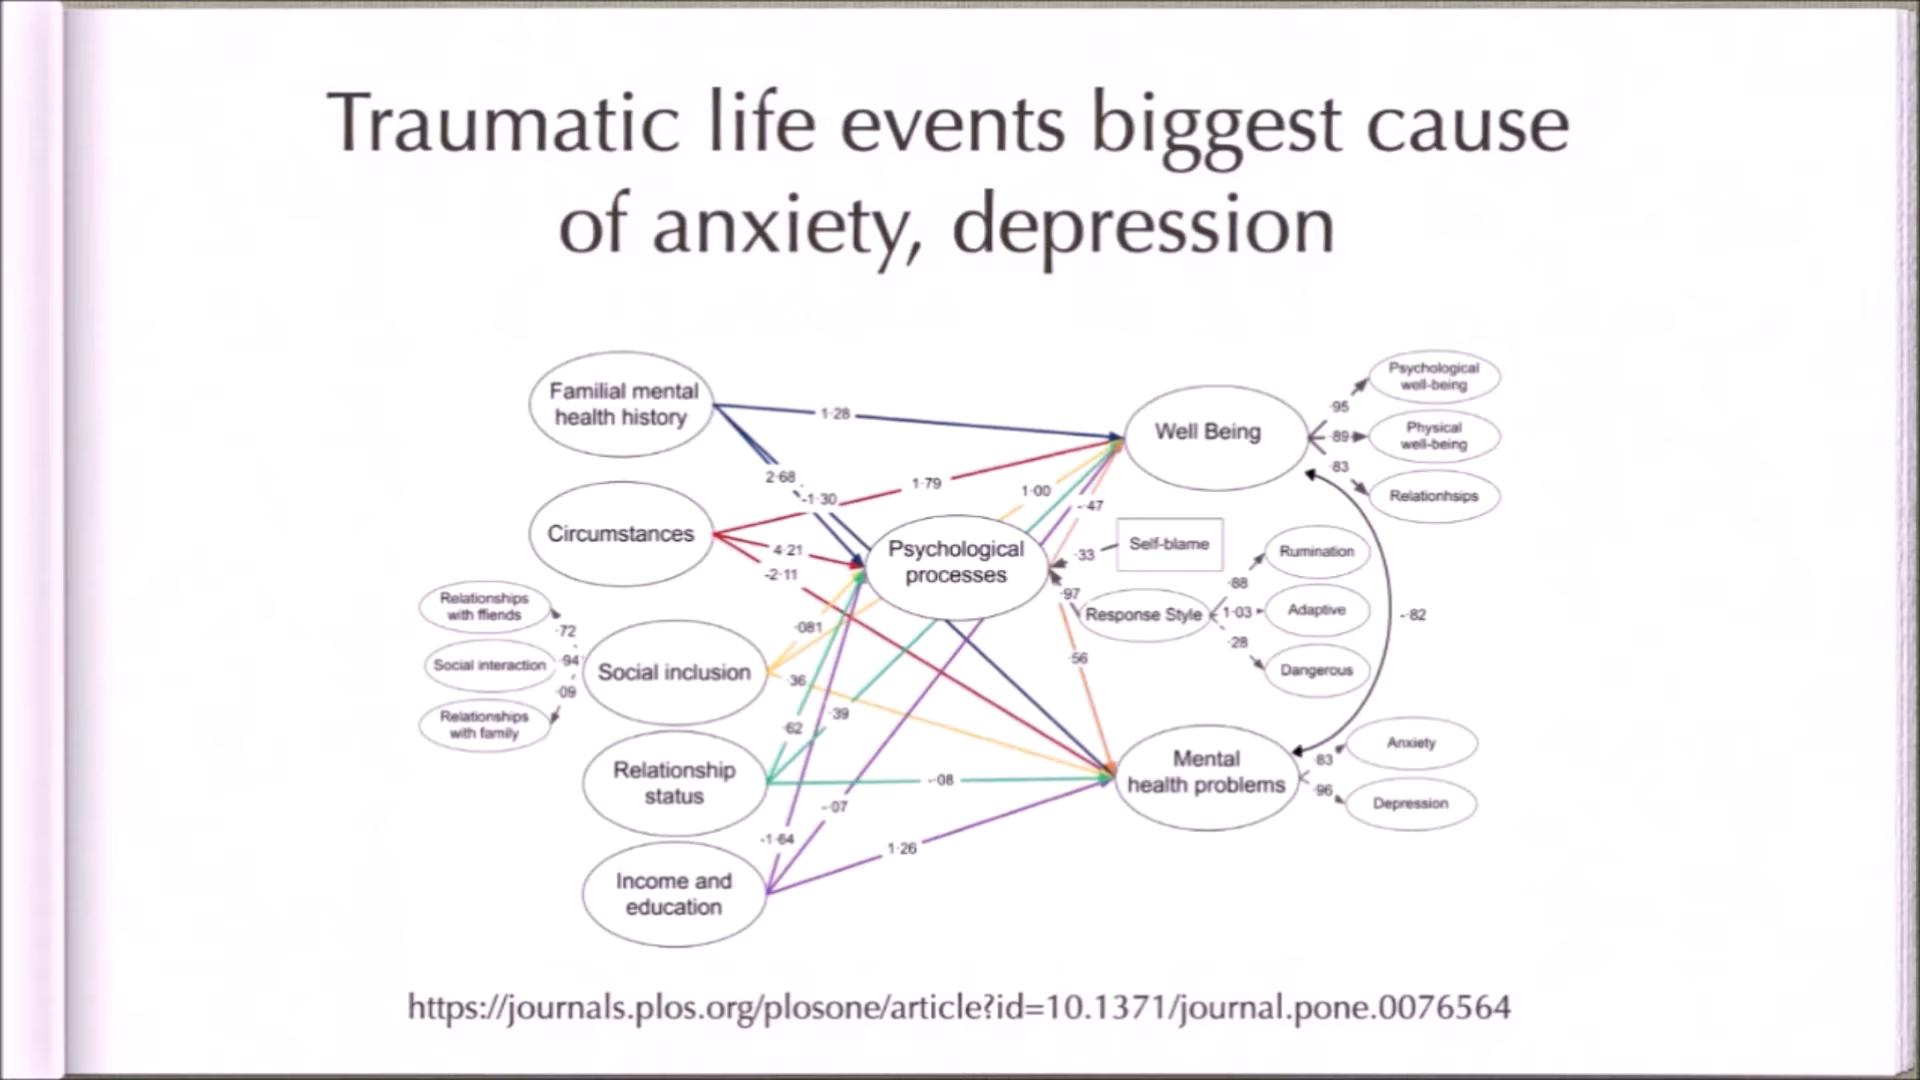 Traumatic life events biggest cause
of anxiety, depression
Familial mental
health history
Circumstances
Relationships
with ffiends
Social interaction
Relationships
with family
·72
·94
·09
Social inclusion
Relationship
status
Income and
education
1·28
2·68
-1·30
1·79
4·21
-2·11
·081
·36
·62
·39
-·08
-·07
-1·64
1·26
1·00
-·47
·33
·97
·56
Psychological
processes
Self-blame
Response Style
·88
1·03
·28
Rumination
Adaptive
Dangerous
Well Being
·95
·89
·83
Psychological
well-being
Physical
well-being
Relationhsips
-·82
Mental
health problems
·83
·96
Anxiety
Depression
https://journals.plos.org/plosone/article?id=10.1371/journal.pone.0076564